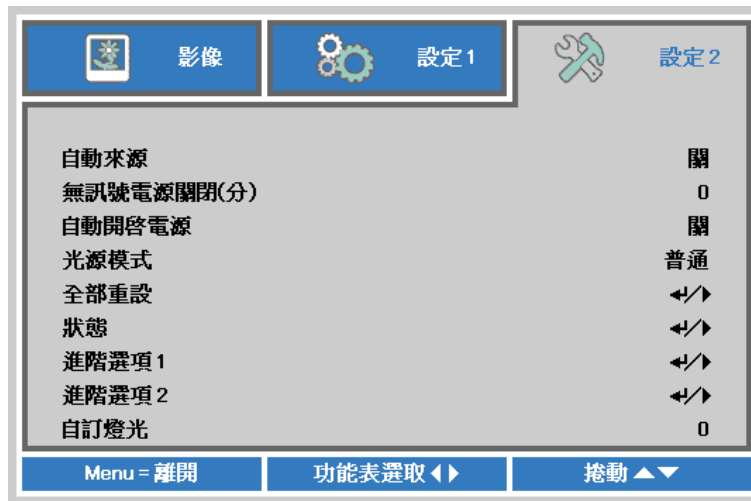 影像 設定1 設定2
自動來源 關
無訊號電源關閉(分) 0
自動開啓電源 關
光源模式 普通
全部重設 ↵/▶
狀態 ↵/▶
進階選項1 ↵/▶
進階選項2 ↵/▶
自訂燈光 0
Menu = 離開 功能表選取◀▶ 捲動▲▼